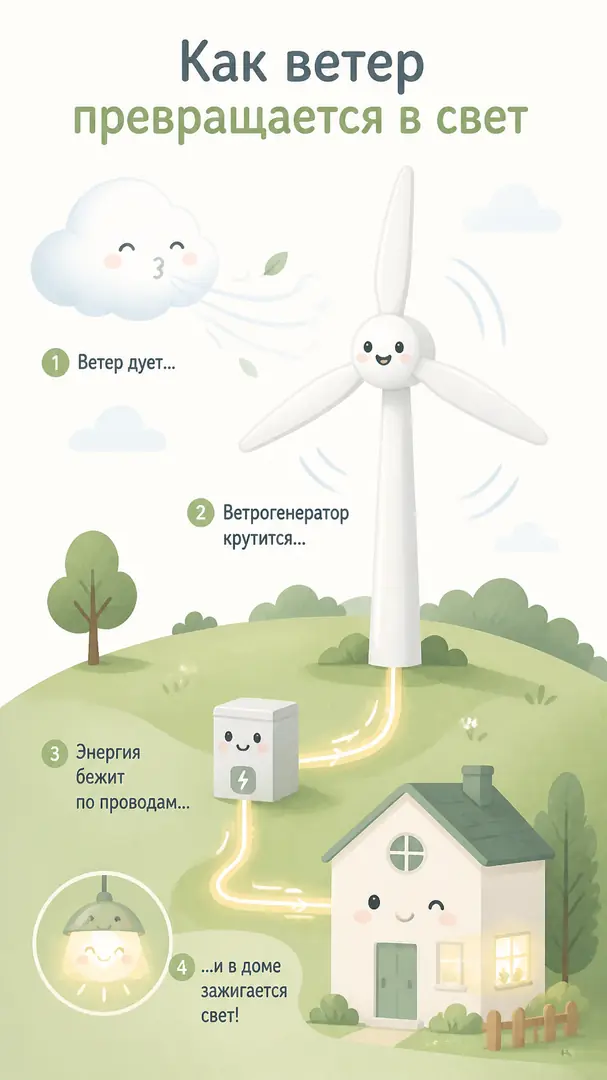 Как ветер
превращается в свет
1 Ветер дует...
2 Ветрогенератор
крутится...
3 Энергия
бежит
по проводам...
4 ...и в доме
зажигается
свет!